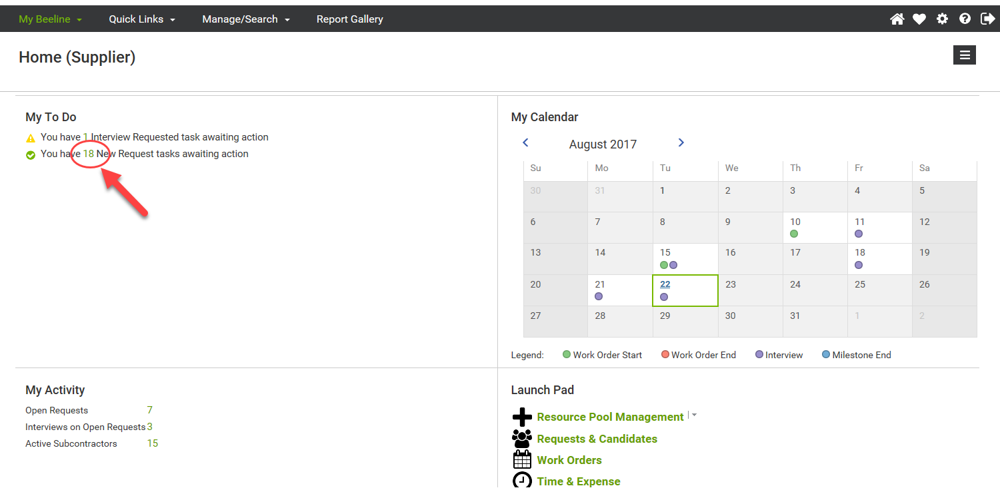 My Beeline Quick Links Manage/Search Report Gallery
Home (Supplier)
My To Do
You have 1 Interview Requested task awaiting action
You have 18 New Request tasks awaiting action
My Calendar
August 2017
Su Mo Tu We Th Fr Sa
30 31 1 2 3 4 5
6 7 8 9 10 11 12
13 14 15 16 17 18 19
20 21 22 23 24 25 26
27 28 29 30 31 1 2
Legend: Work Order Start Work Order End Interview Milestone End
My Activity
Open Requests 7
Interviews on Open Requests 3
Active Subcontractors 15
Launch Pad
Resource Pool Management
Requests & Candidates
Work Orders
Time & Expense